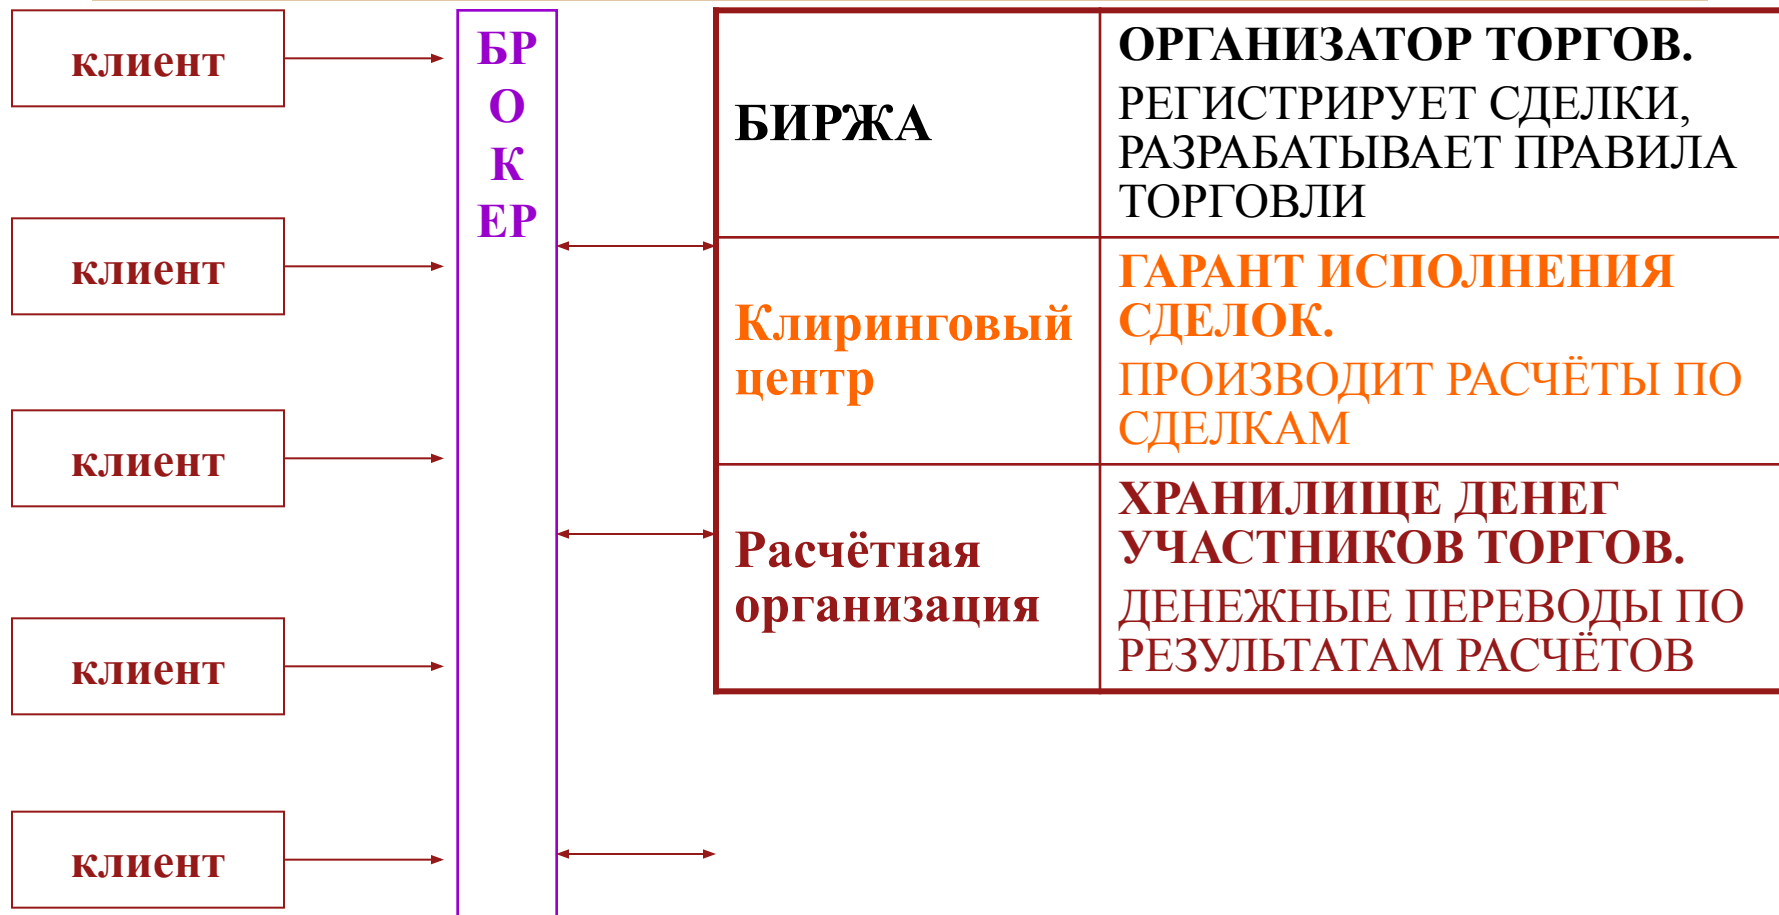 клиент
клиент
клиент
клиент
клиент
БР
О
К
ЕР
БИРЖА
ОРГАНИЗАТОР ТОРГОВ.
РЕГИСТРИРУЕТ СДЕЛКИ,
РАЗРАБАТЫВАЕТ ПРАВИЛА
ТОРГОВЛИ
Клиринговый
центр
ГАРАНТ ИСПОЛНЕНИЯ
СДЕЛОК.
ПРОИЗВОДИТ РАСЧЁТЫ ПО
СДЕЛКАМ
Расчётная
организация
ХРАНИЛИЩЕ ДЕНЕГ
УЧАСТНИКОВ ТОРГОВ.
ДЕНЕЖНЫЕ ПЕРЕВОДЫ ПО
РЕЗУЛЬТАТАМ РАСЧЁТОВ